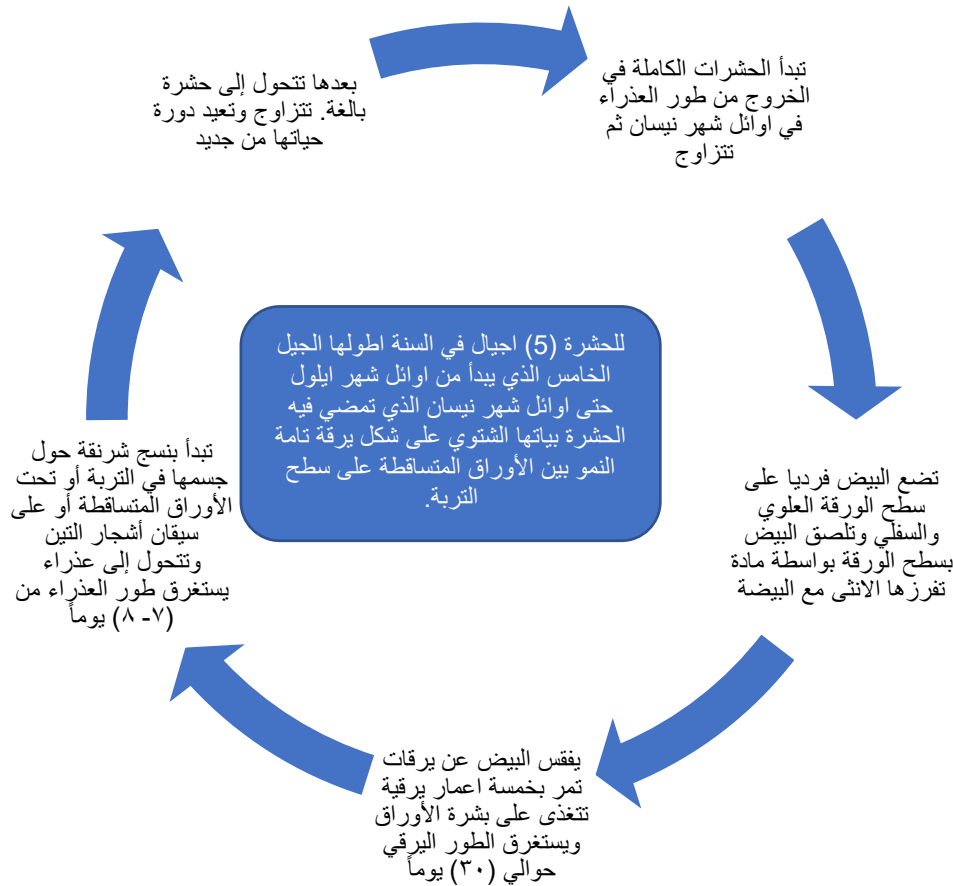 تبدأ الحشرات الكاملة في
الخروج من طور العذراء
في اوائل شهر نيسان ثم
تتزاوج
تضع البيض فرديا على
سطح الورقة العلوي
والسفلي وتلصق البيض
بسطح الورقة بواسطة مادة
تفرزها الانثى مع البيضة
يفقس البيض عن يرقات
تمر بخمسة اعمار يرقية
تتغذى على بشرة الأوراق
ويستغرق الطور اليرقي
حوالي (٣٠) يوماً
تبدأ بنسج شرنقة حول
جسمها في التربة أو تحت
الأوراق المتساقطة أو على
سيقان أشجار التين
وتتحول إلى عذراء
يستغرق طور العذراء من
(٧- ٨) يوماً
بعدها تتحول إلى حشرة
بالغة. تتزاوج وتعيد دورة
حياتها من جديد
للحشرة (5) اجيال في السنة اطولها الجيل
الخامس الذي يبدأ من اوائل شهر ايلول
حتى اوائل شهر نيسان الذي تمضي فيه
الحشرة بياتها الشتوي على شكل يرقة تامة
النمو بين الأوراق المتساقطة على سطح
التربة.